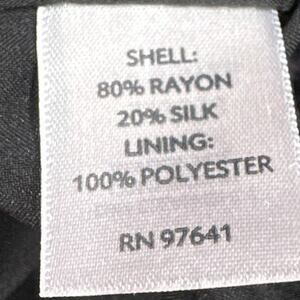 SHELL:
80% RAYON
20% SILK
LINING:
100% POLYESTER
RN 97641